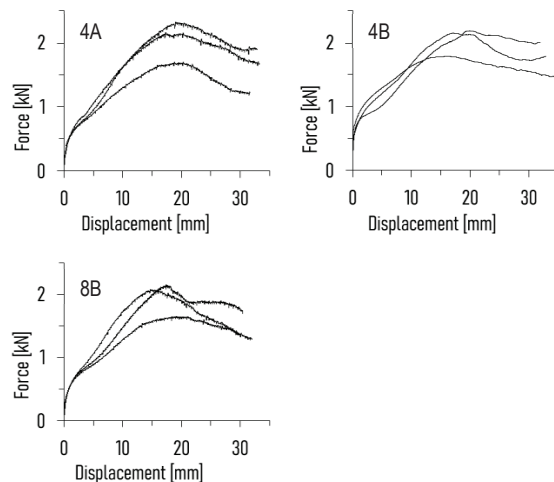 4A
Force [kN]
2
1
0
0 10 20 30
Displacement [mm]
4B
Force [kN]
2
1
0
0 10 20 30
Displacement [mm]
8B
Force [kN]
2
1
0
0 10 20 30
Displacement [mm]